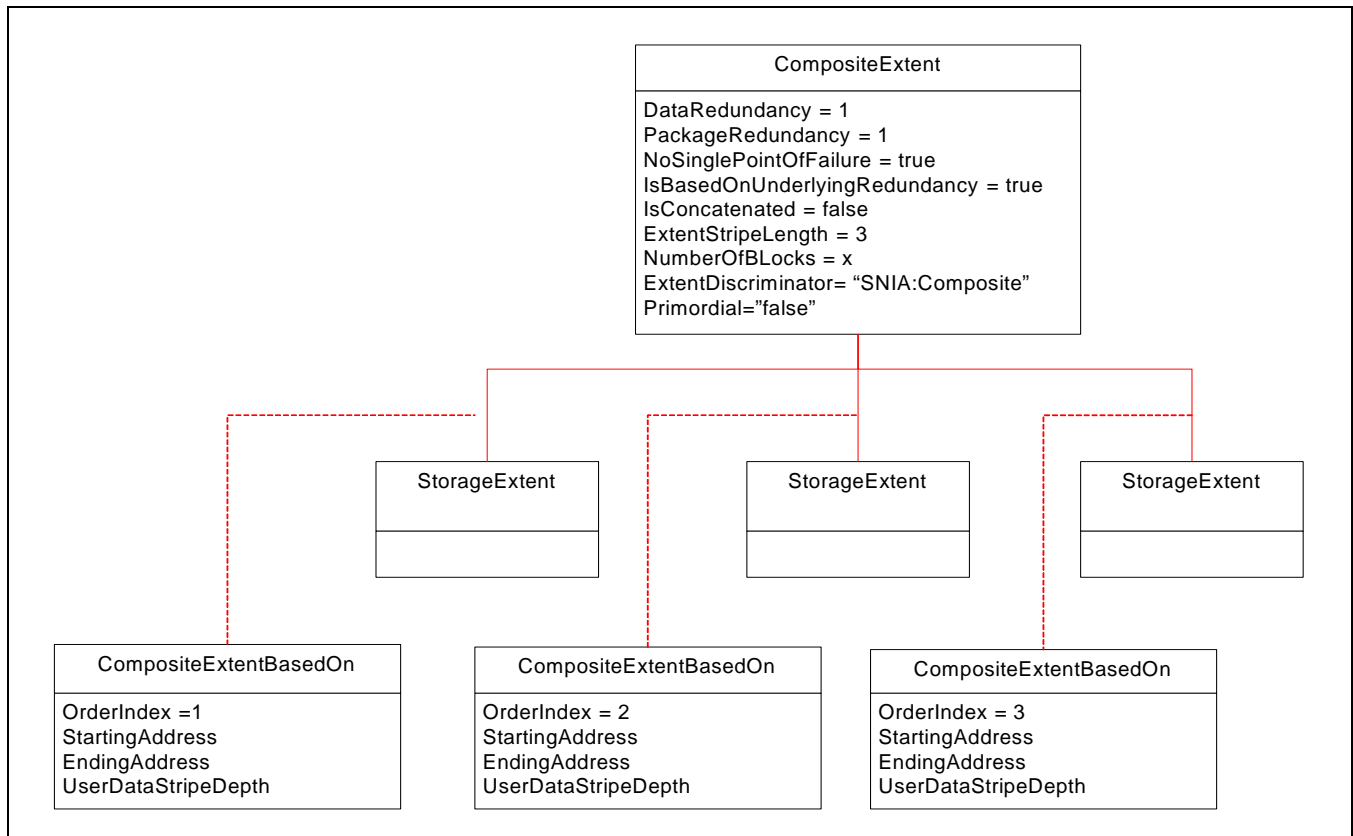 CompositeExtent
DataRedundancy = 1
PackageRedundancy = 1
NoSinglePointOfFailure = true
IsBasedOnUnderlyingRedundancy = true
IsConcatenated = false
ExtentStripeLength = 3
NumberOfBLocks = x
ExtentDiscriminator= “SNIA:Composite”
Primordial=”false”
StorageExtent
StorageExtent
StorageExtent
CompositeExtentBasedOn
OrderIndex =1
StartingAddress
EndingAddress
UserDataStripeDepth
CompositeExtentBasedOn
OrderIndex = 2
StartingAddress
EndingAddress
UserDataStripeDepth
CompositeExtentBasedOn
OrderIndex = 3
StartingAddress
EndingAddress
UserDataStripeDepth